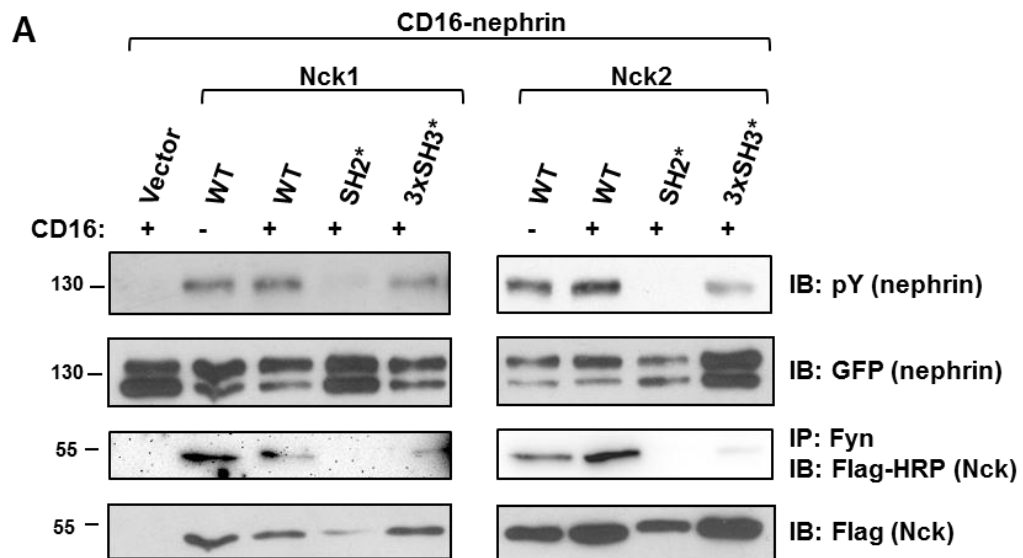 A
CD16-nephrin
Nck1 Nck2
Vector WT WT SH2* 3xSH3* WT WT SH2* 3xSH3*
CD16: + - + + + - + + +
130 IB: pY (nephrin)
130 IB: GFP (nephrin)
IP: Fyn
55 IB: Flag-HRP (Nck)
55 IB: Flag (Nck)